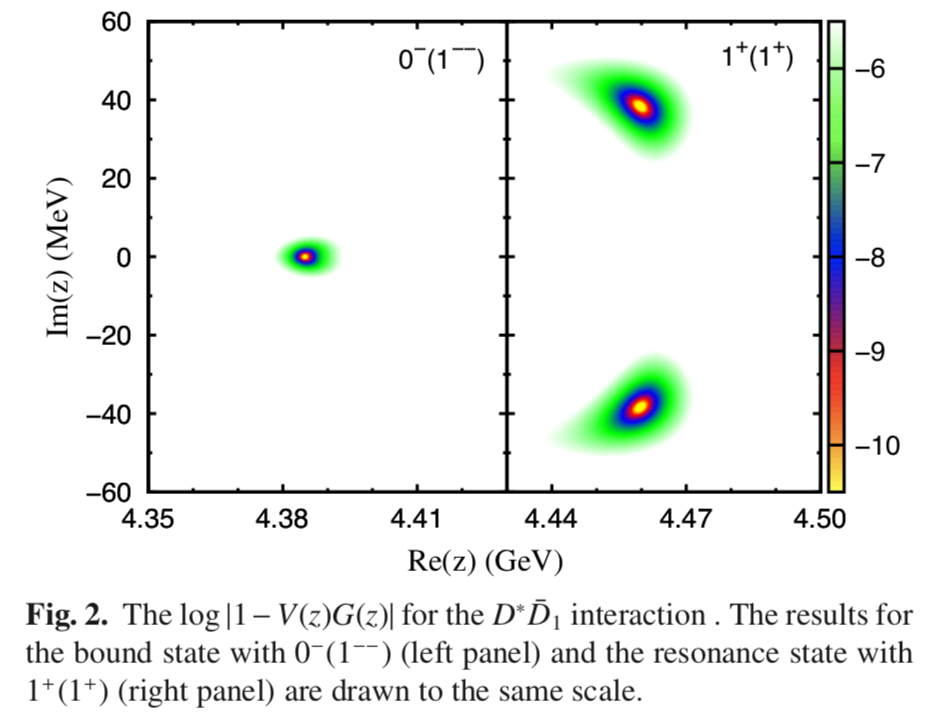 60
40
20
0
−20
−40
−60
Im(z) (MeV)
0⁻(1⁻⁻)
1⁺(1⁺)
−6
−7
−8
−9
−10
4.35 4.38 4.41 4.44 4.47 4.50
Re(z) (GeV)
Fig. 2. The log |1 − V(z)G(z)| for the D*D̄₁ interaction . The results for
the bound state with 0⁻(1⁻⁻) (left panel) and the resonance state with
1⁺(1⁺) (right panel) are drawn to the same scale.